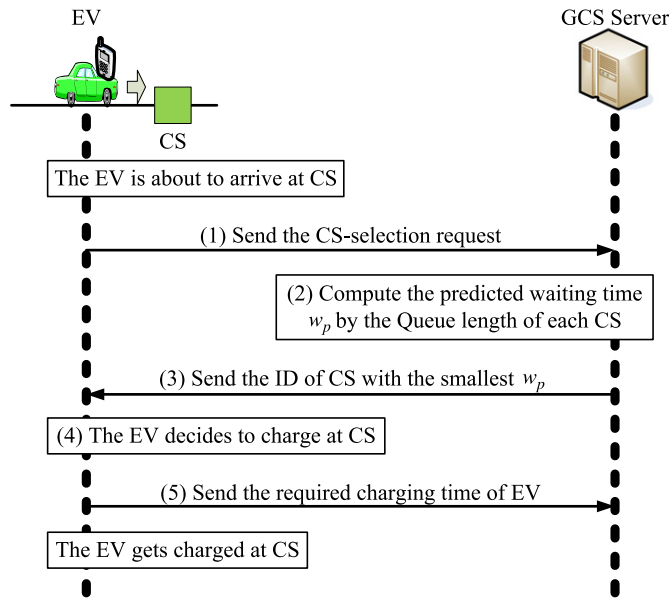 EV
GCS Server
CS
The EV is about to arrive at CS
(1) Send the CS-selection request
(2) Compute the predicted waiting time
w_p by the Queue length of each CS
(3) Send the ID of CS with the smallest w_p
(4) The EV decides to charge at CS
(5) Send the required charging time of EV
The EV gets charged at CS